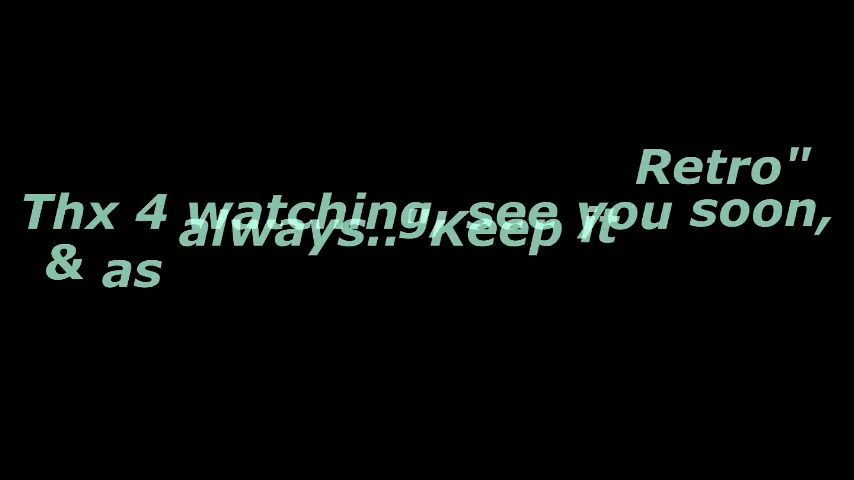 Thx 4 watching, see you soon,
& as always.. "Keep it Retro"